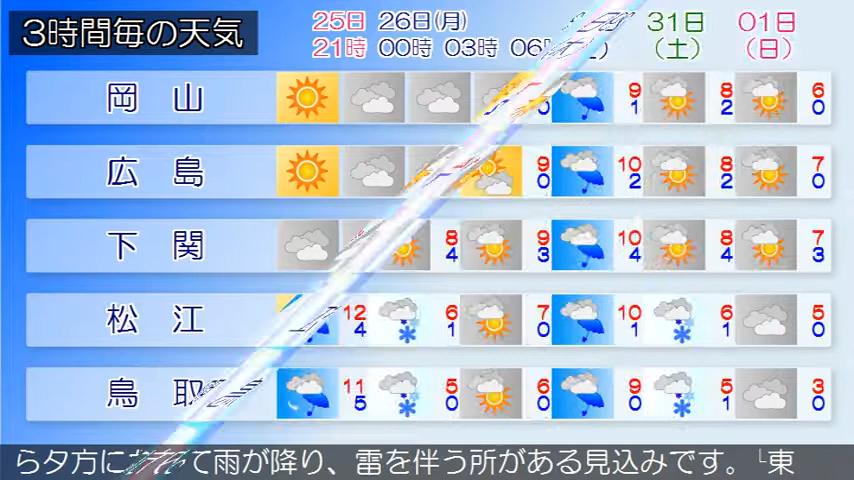 3時間毎の天気
25日 26日(月) 31日 01日
21時 00時 03時 06 (土) (日)
岡 山 0 9 1 8 2 6 0
広 島 9 0 10 2 8 2 7 0
下 関 8 4 9 3 10 4 8 4 7 3
松 江 12 4 6 1 7 0 10 1 6 1 5 0
鳥 取 11 5 5 0 6 0 9 0 5 1 3 0
ら夕方に て雨が降り、雷を伴う所がある見込みです。└東